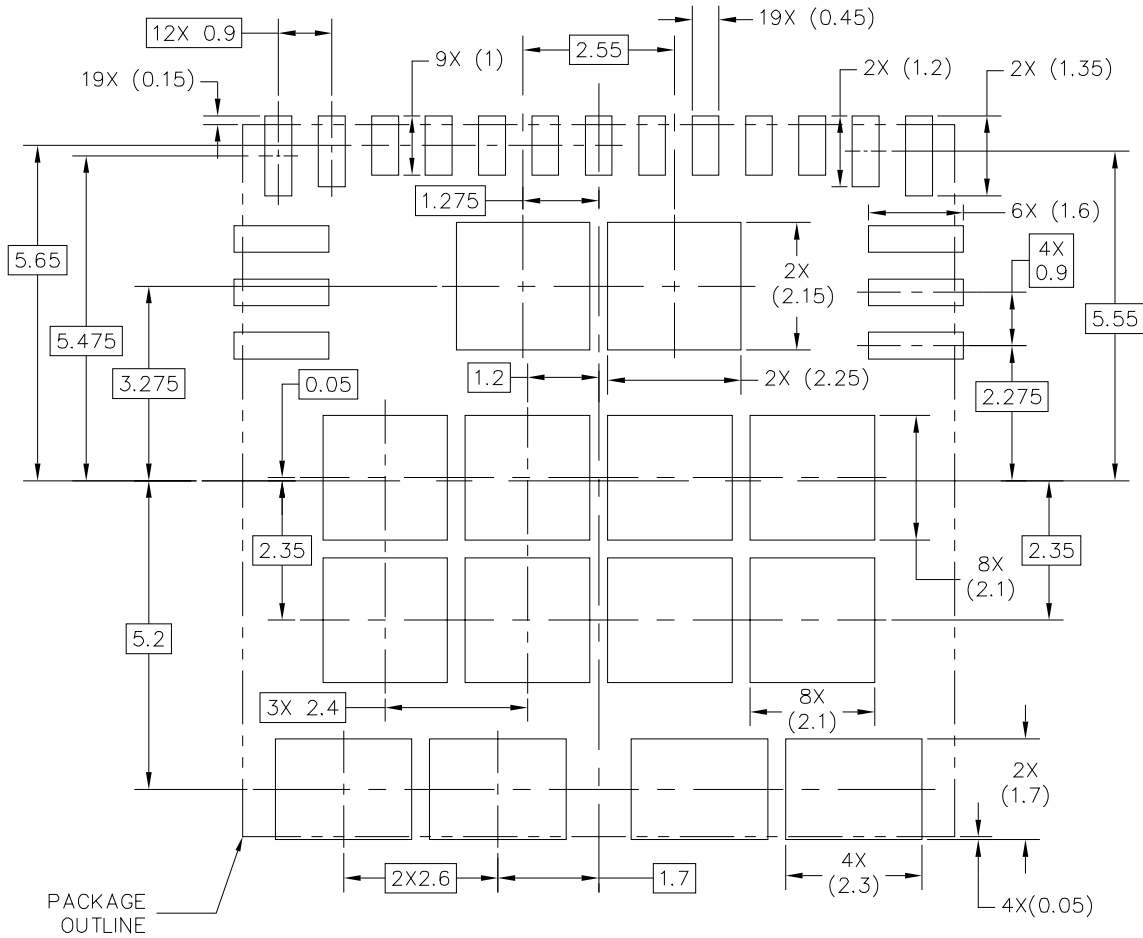 12X 0.9
2.55
19X (0.45)
19X (0.15)
9X (1)
2X (1.2)
2X (1.35)
1.275
6X (1.6)
5.65
2X
(2.15)
4X
0.9
5.475
5.55
3.275
0.05
1.2
2X (2.25)
2.275
2.35
2.35
8X
(2.1)
5.2
3X 2.4
8X
(2.1)
2X
(1.7)
2X2.6
1.7
4X
(2.3)
4X(0.05)
PACKAGE
OUTLINE